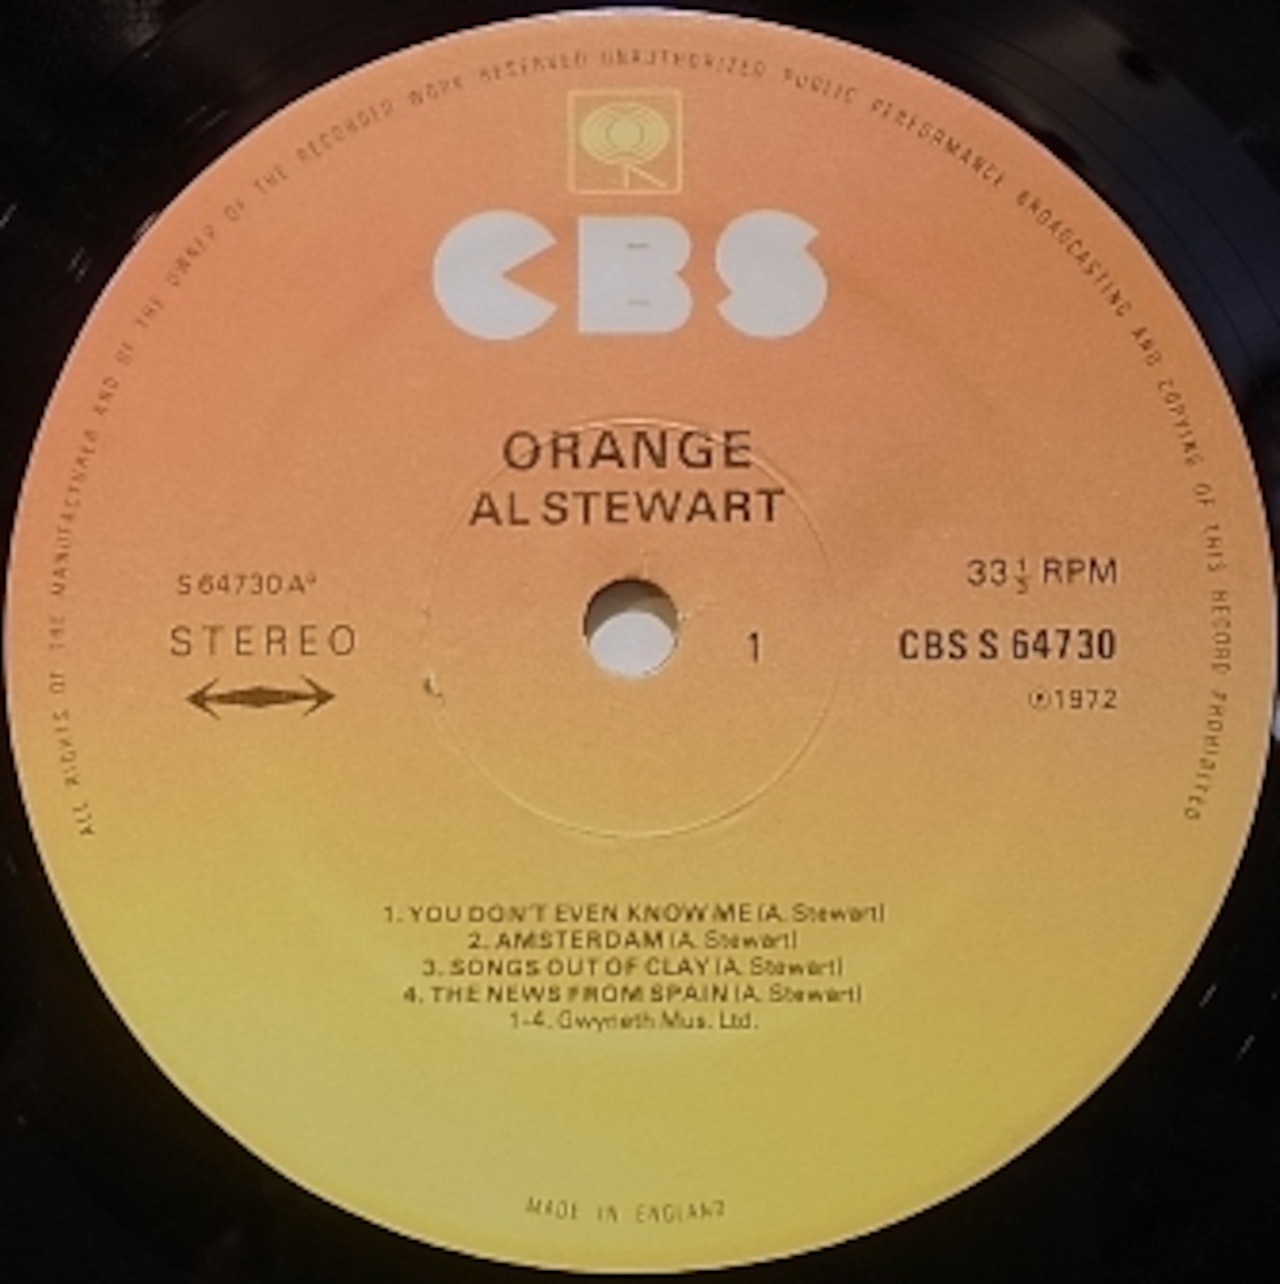 ALL RIGHTS OF THE MANUFACTURER AND OF THE OWNER OF THE RECORDED WORK RESERVED UNAUTHORIZED PUBLIC PERFORMANCE BROADCASTING AND COPYING OF THIS RECORD PROHIBITED
CBS
ORANGE
AL STEWART
S 64730 A
STEREO
1
33⅓ RPM
CBS S 64730
℗1972
1. YOU DON'T EVEN KNOW ME (A. Stewart)
2. AMSTERDAM (A. Stewart)
3. SONGS OUT OF CLAY (A. Stewart)
4. THE NEWS FROM SPAIN (A. Stewart)
1-4. Gwyneth Mus. Ltd.
MADE IN ENGLAND